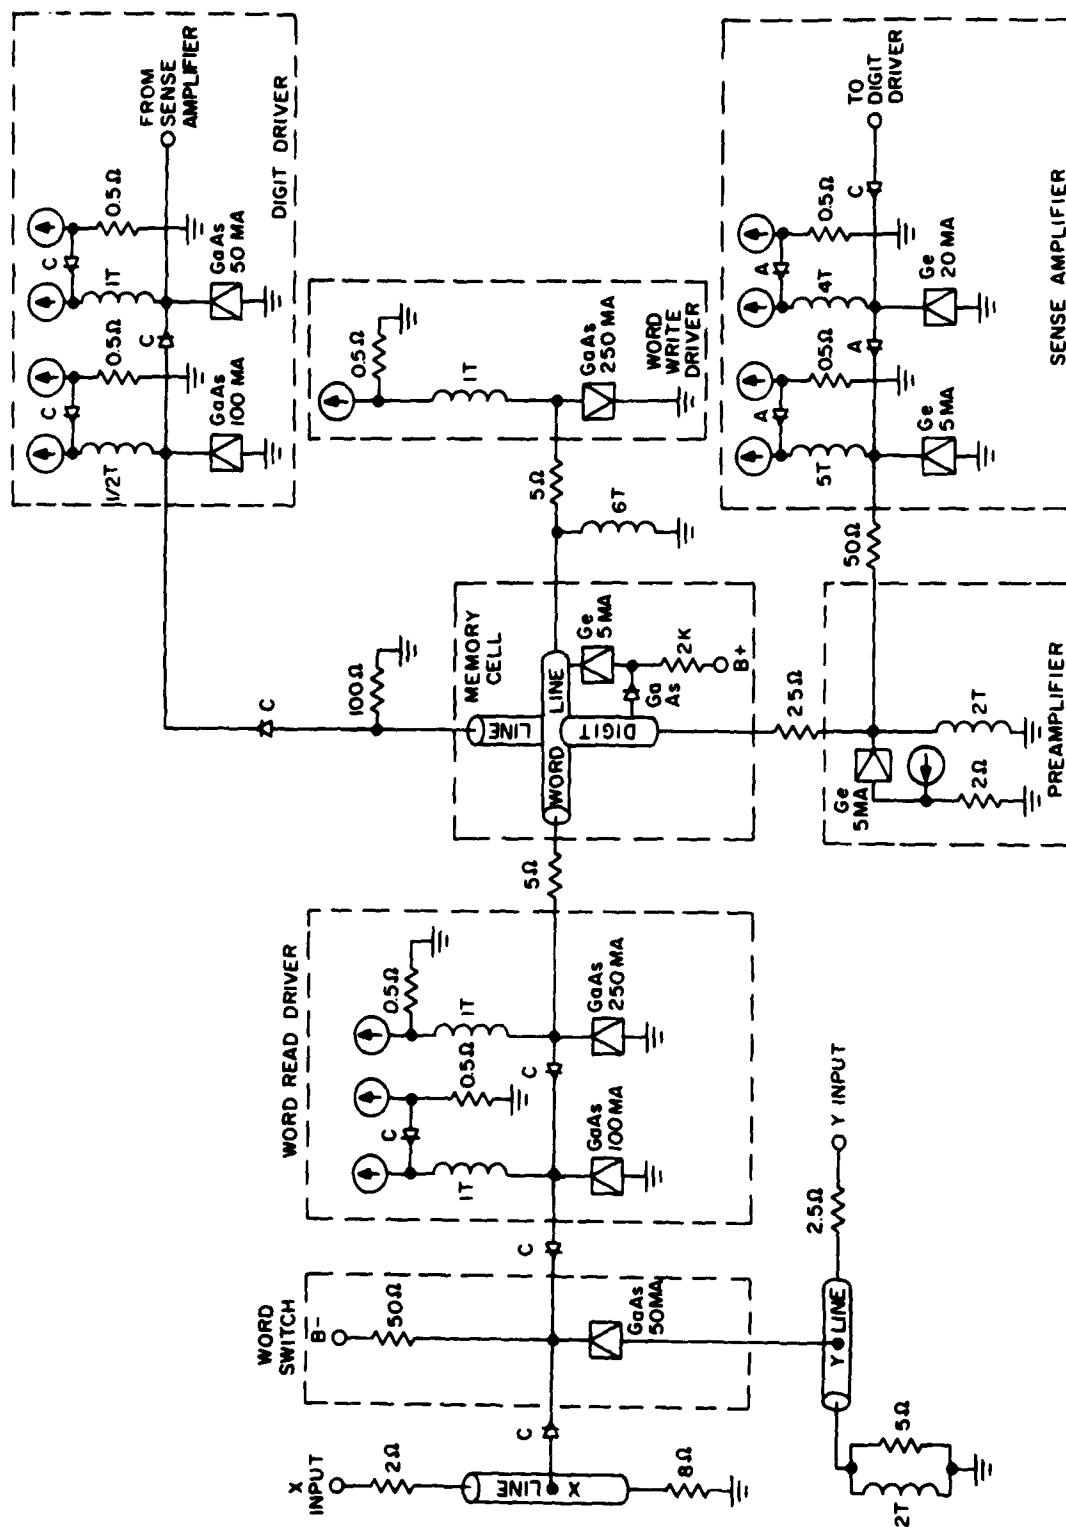 FROM
SENSE
AMPLIFIER
DIGIT DRIVER
C
C
C
0.5Ω
0.5Ω
1T
1/2T
GaAs
50 MA
GaAs
100 MA
TO
DIGIT
DRIVER
SENSE AMPLIFIER
C
A
A
A
0.5Ω
05Ω
4T
5T
Ge
20 MA
Ge
5 MA
WORD
WRITE
DRIVER
0.5Ω
1T
GaAs
250 MA
5Ω
6T
50Ω
C
100Ω
MEMORY
CELL
WORD LINE
DIGIT LINE
Ge
5 MA
Ga
As
2K
B+
25Ω
PREAMPLIFIER
Ge
5MA
2T
2Ω
5Ω
WORD READ DRIVER
0.5Ω
0.5Ω
1T
1T
C
C
GaAs
250 MA
GaAs
100 MA
C
WORD
SWITCH
B-
50Ω
GaAs
50MA
C
X
INPUT
2Ω
X LINE
8Ω
Y INPUT
2.5Ω
Y LINE
5Ω
2T